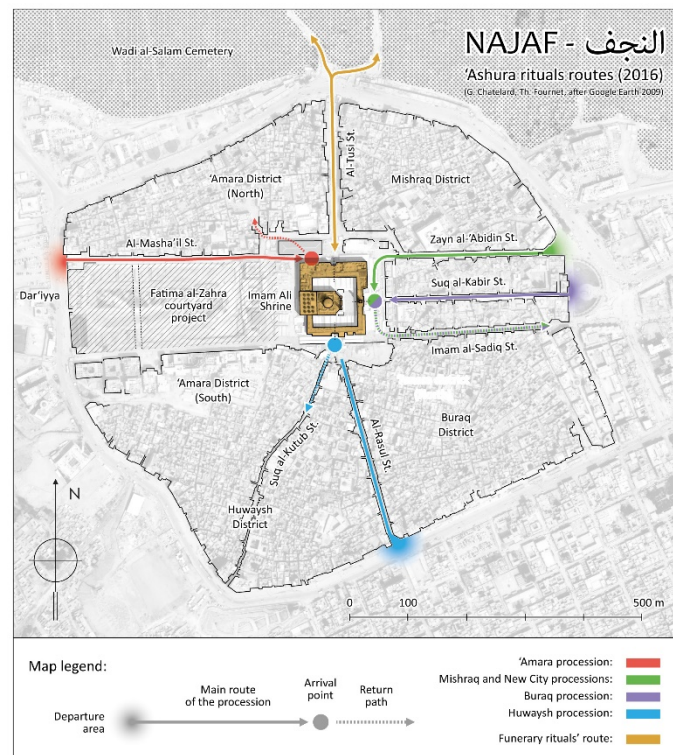 NAJAF - النجف
'Ashura rituals routes (2016)
(G. Chatelard, Th. Fournet, after Google Earth 2009)
Wadi al-Salam Cemetery
Al-Tusi St.
'Amara District
(North)
Mishraq District
Al-Masha'il St.
Zayn al-'Abidin St.
Suq al-Kabir St.
Dar'iyya
Fatima al-Zahra
courtyard
project
Imam Ali
Shrine
Imam al-Sadiq St.
'Amara District
(South)
Buraq
District
Al-Rasul St.
Suq al-Kutub St.
Huwaysh
District
N
0 100 500 m
Map legend:
Departure
area
Main route
of the procession
Arrival
point
Return
path
'Amara procession:
Mishraq and New City processions:
Buraq procession:
Huwaysh procession:
Funerary rituals' route: